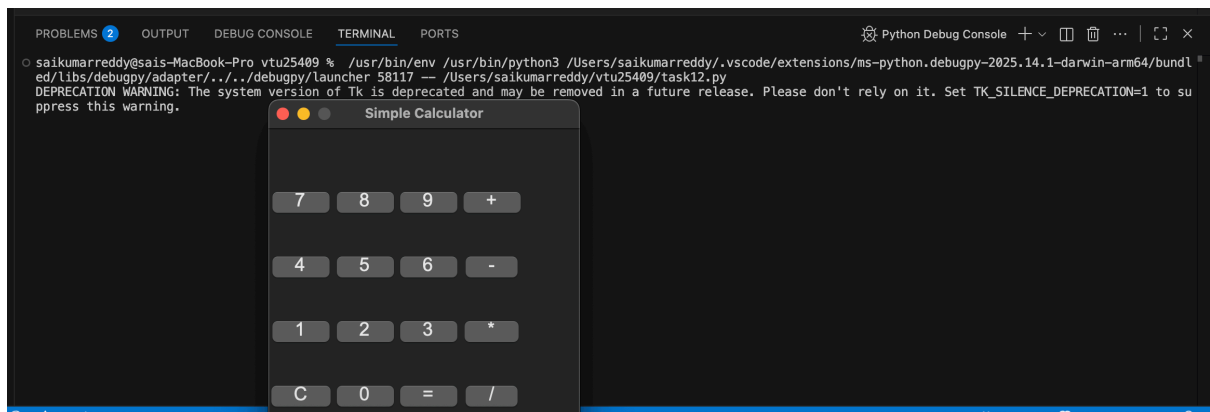 PROBLEMS 2 OUTPUT DEBUG CONSOLE TERMINAL PORTS Python Debug Console
saikumarreddy@sais-MacBook-Pro vtu25409 % /usr/bin/env /usr/bin/python3 /Users/saikumarreddy/.vscode/extensions/ms-python.debugpy-2025.14.1-darwin-arm64/bundl
ed/libs/debugpy/adapter/../../debugpy/launcher 58117 -- /Users/saikumarreddy/vtu25409/task12.py
DEPRECATION WARNING: The system version of Tk is deprecated and may be removed in a future release. Please don't rely on it. Set TK_SILENCE_DEPRECATION=1 to su
ppress this warning.
Simple Calculator
7 8 9 +
4 5 6 -
1 2 3 *
C 0 = /